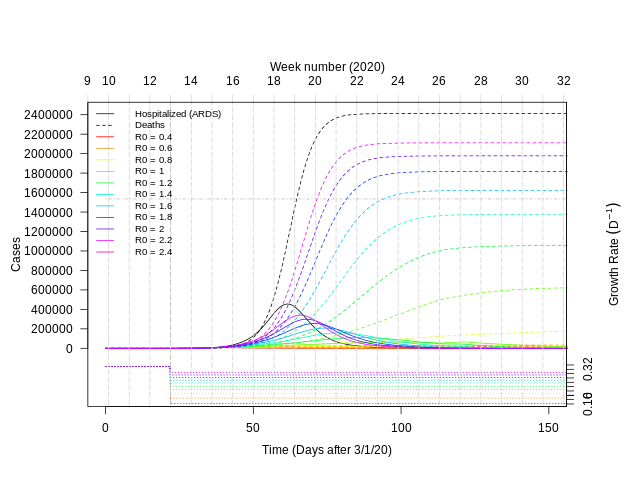 Week number (2020)
9 10 12 14 16 18 20 22 24 26 28 30 32
2400000
2200000
2000000
1800000
1600000
1400000
1200000
1000000
800000
600000
400000
200000
0
Cases
Hospitalized (ARDS)
Deaths
R0 = 0.4
R0 = 0.6
R0 = 0.8
R0 = 1
R0 = 1.2
R0 = 1.4
R0 = 1.6
R0 = 1.8
R0 = 2
R0 = 2.2
R0 = 2.4
Growth Rate (D⁻¹)
0.32
0.16
0 50 100 150
Time (Days after 3/1/20)